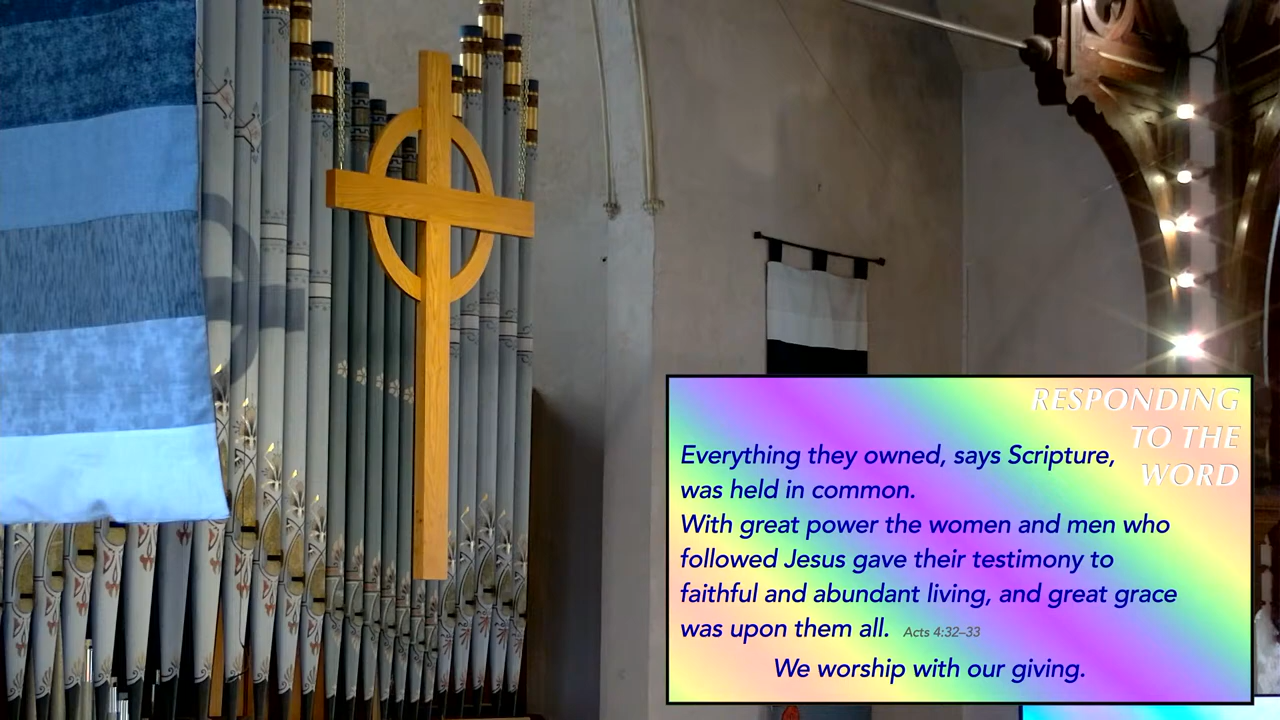 RESPONDING
TO THE
WORD
Everything they owned, says Scripture,
was held in common.
With great power the women and men who
followed Jesus gave their testimony to
faithful and abundant living, and great grace
was upon them all. Acts 4:32–33
We worship with our giving.